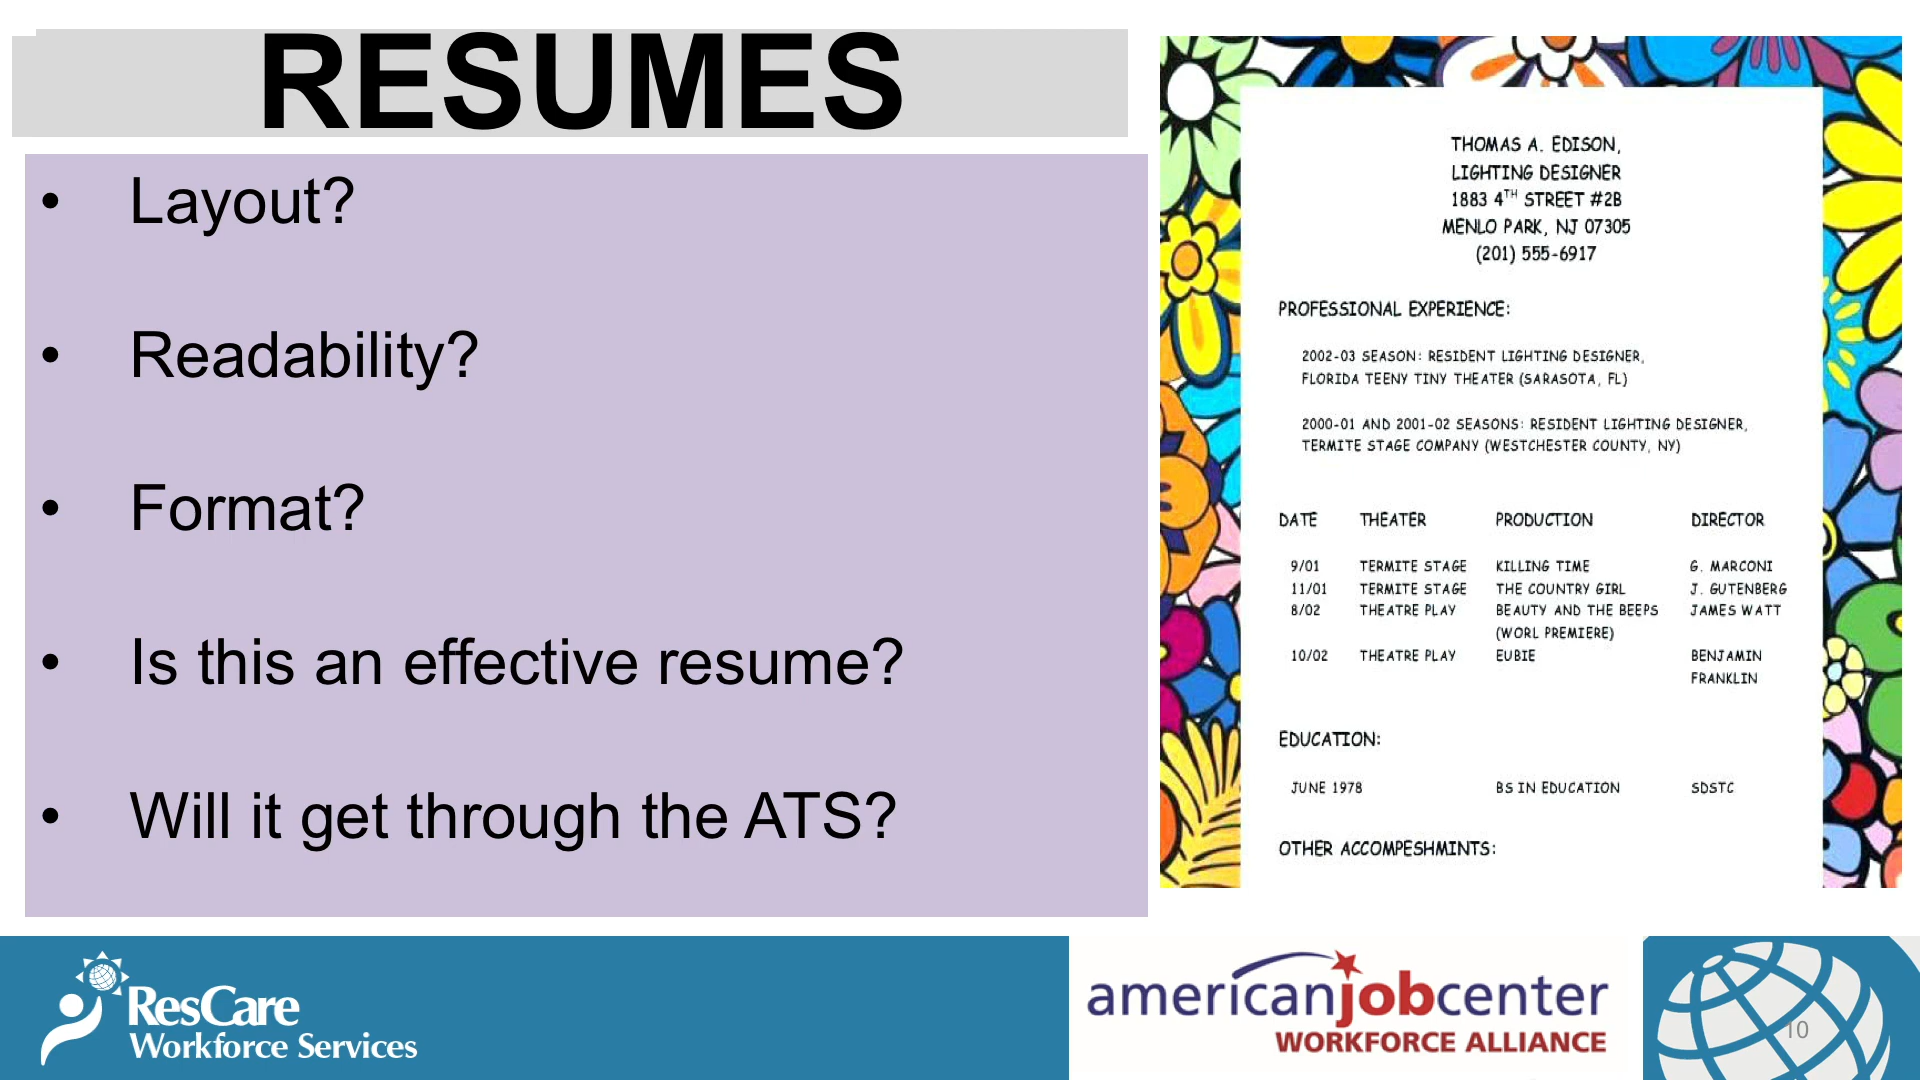 RESUMES
• Layout?
• Readability?
• Format?
• Is this an effective resume?
• Will it get through the ATS?
THOMAS A. EDISON,
LIGHTING DESIGNER
1883 4TH STREET #2B
MENLO PARK, NJ 07305
(201) 555-6917
PROFESSIONAL EXPERIENCE:
2002-03 SEASON: RESIDENT LIGHTING DESIGNER,
FLORIDA TEENY TINY THEATER (SARASOTA, FL)
2000-01 AND 2001-02 SEASONS: RESIDENT LIGHTING DESIGNER,
TERMITE STAGE COMPANY (WESTCHESTER COUNTY, NY)
DATE THEATER PRODUCTION DIRECTOR
9/01 TERMITE STAGE KILLING TIME G. MARCONI
11/01 TERMITE STAGE THE COUNTRY GIRL J. GUTENBERG
8/02 THEATRE PLAY BEAUTY AND THE BEEPS JAMES WATT
(WORL PREMIERE)
10/02 THEATRE PLAY EUBIE BENJAMIN
FRANKLIN
EDUCATION:
JUNE 1978 BS IN EDUCATION SDSTC
OTHER ACCOMPESHMINTS:
ResCare
Workforce Services
americanjobcenter
WORKFORCE ALLIANCE
10